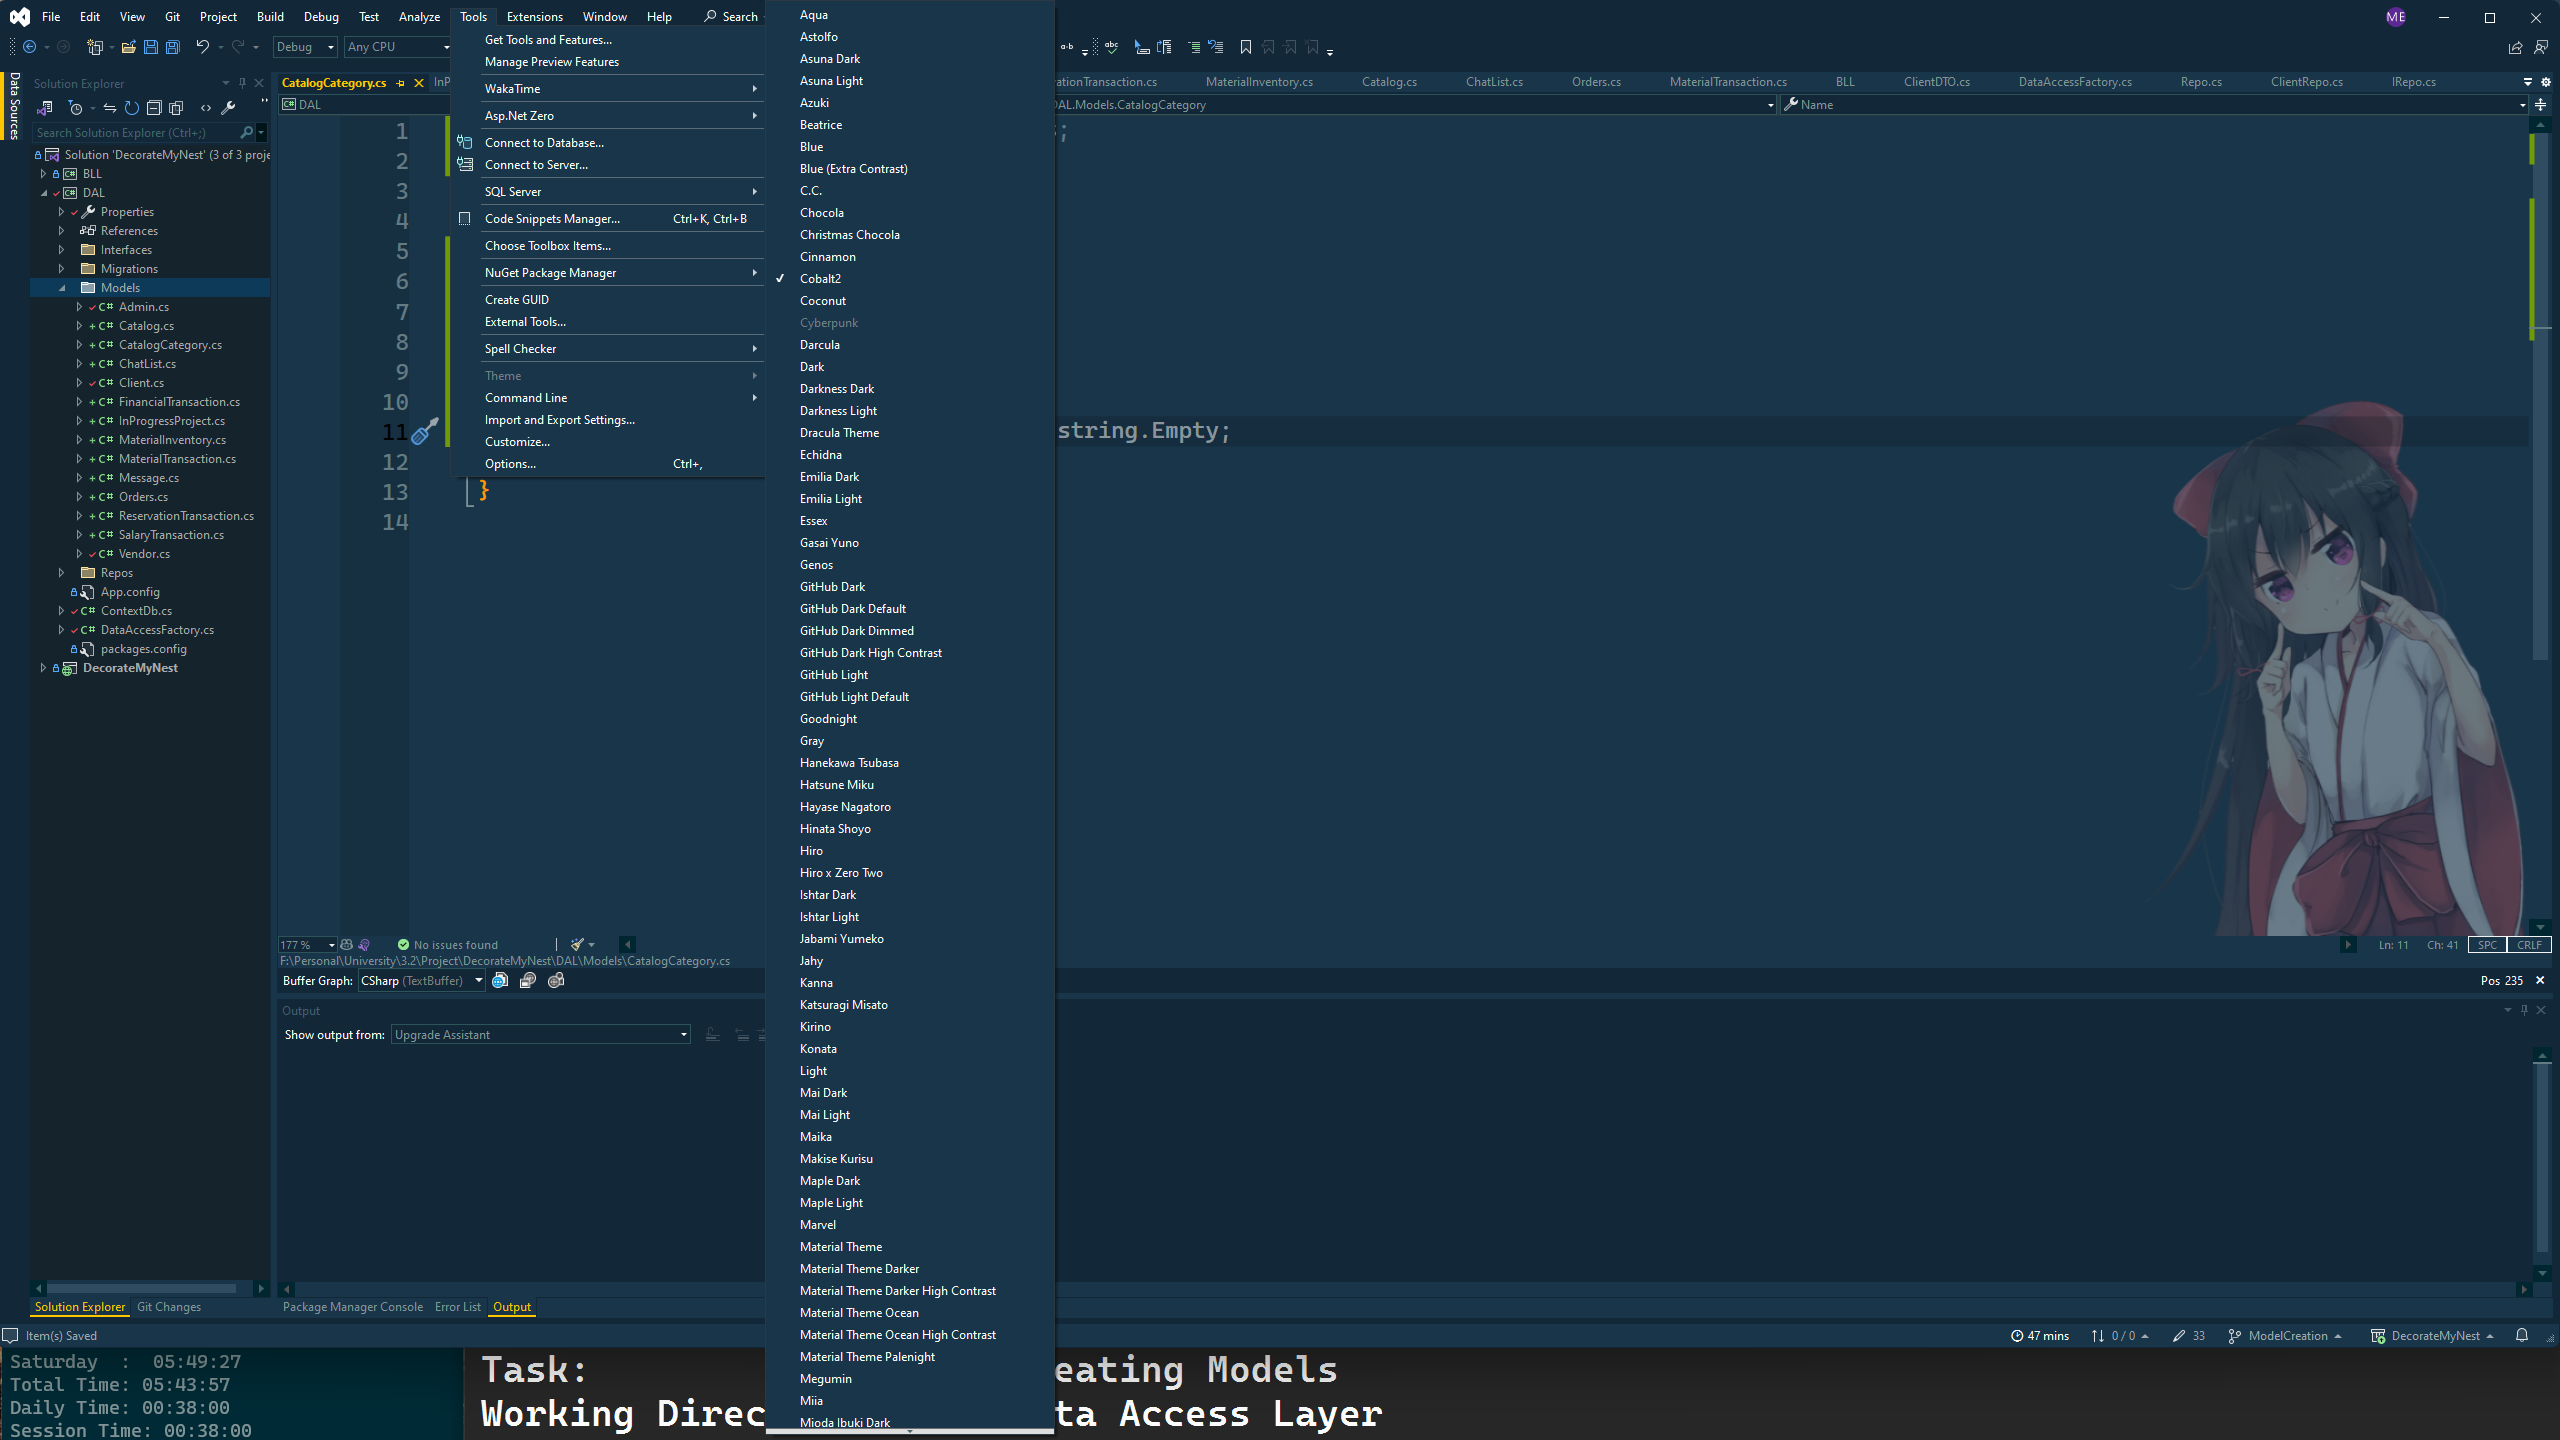 File Edit View Git Project Build Debug Test Analyze Tools Extensions Window Help Search ME
Debug Any CPU
Data Sources
Solution Explorer
Search Solution Explorer (Ctrl+;)
Solution 'DecorateMyNest' (3 of 3 proje
BLL
DAL
Properties
References
Interfaces
Migrations
Models
Admin.cs
Catalog.cs
CatalogCategory.cs
ChatList.cs
Client.cs
FinancialTransaction.cs
InProgressProject.cs
MaterialInventory.cs
MaterialTransaction.cs
Message.cs
Orders.cs
ReservationTransaction.cs
SalaryTransaction.cs
Vendor.cs
Repos
App.config
ContextDb.cs
DataAccessFactory.cs
packages.config
DecorateMyNest
Solution Explorer Git Changes
CatalogCategory.cs InP
DAL
1
2
3
4
5
6
7
8
9
10
11
12
13 }
14
Get Tools and Features...
Manage Preview Features
WakaTime
Asp.Net Zero
Connect to Database...
Connect to Server...
SQL Server
Code Snippets Manager... Ctrl+K, Ctrl+B
Choose Toolbox Items...
NuGet Package Manager
Create GUID
External Tools...
Spell Checker
Theme
Command Line
Import and Export Settings...
Customize...
Options... Ctrl+,
Aqua
Astolfo
Asuna Dark
Asuna Light
Azuki
Beatrice
Blue
Blue (Extra Contrast)
C.C.
Chocola
Christmas Chocola
Cinnamon
Cobalt2
Coconut
Cyberpunk
Darcula
Dark
Darkness Dark
Darkness Light
Dracula Theme
Echidna
Emilia Dark
Emilia Light
Essex
Gasai Yuno
Genos
GitHub Dark
GitHub Dark Default
GitHub Dark Dimmed
GitHub Dark High Contrast
GitHub Light
GitHub Light Default
Goodnight
Gray
Hanekawa Tsubasa
Hatsune Miku
Hayase Nagatoro
Hinata Shoyo
Hiro
Hiro x Zero Two
Ishtar Dark
Ishtar Light
Jabami Yumeko
Jahy
Kanna
Katsuragi Misato
Kirino
Konata
Light
Mai Dark
Mai Light
Maika
Makise Kurisu
Maple Dark
Maple Light
Marvel
Material Theme
Material Theme Darker
Material Theme Darker High Contrast
Material Theme Ocean
Material Theme Ocean High Contrast
Material Theme Palenight
Megumin
Miia
Mioda Ibuki Dark
a·b abc
rationTransaction.cs MaterialInventory.cs Catalog.cs ChatList.cs Orders.cs MaterialTransaction.cs BLL ClientDTO.cs DataAccessFactory.cs Repo.cs ClientRepo.cs IRepo.cs
DAL.Models.CatalogCategory Name
;
string.Empty;
177 % No issues found Ln: 11 Ch: 41 SPC CRLF
F:\Personal\University\3.2\Project\DecorateMyNest\DAL\Models\CatalogCategory.cs
Buffer Graph: CSharp (TextBuffer) Pos 235
Output
Show output from: Upgrade Assistant
Package Manager Console Error List Output
Item(s) Saved 47 mins 0 / 0 33 ModelCreation DecorateMyNest
Saturday : 05:49:27
Total Time: 05:43:57
Daily Time: 00:38:00
Session Time: 00:38:00
Task: eating Models
Working Direc ta Access Layer